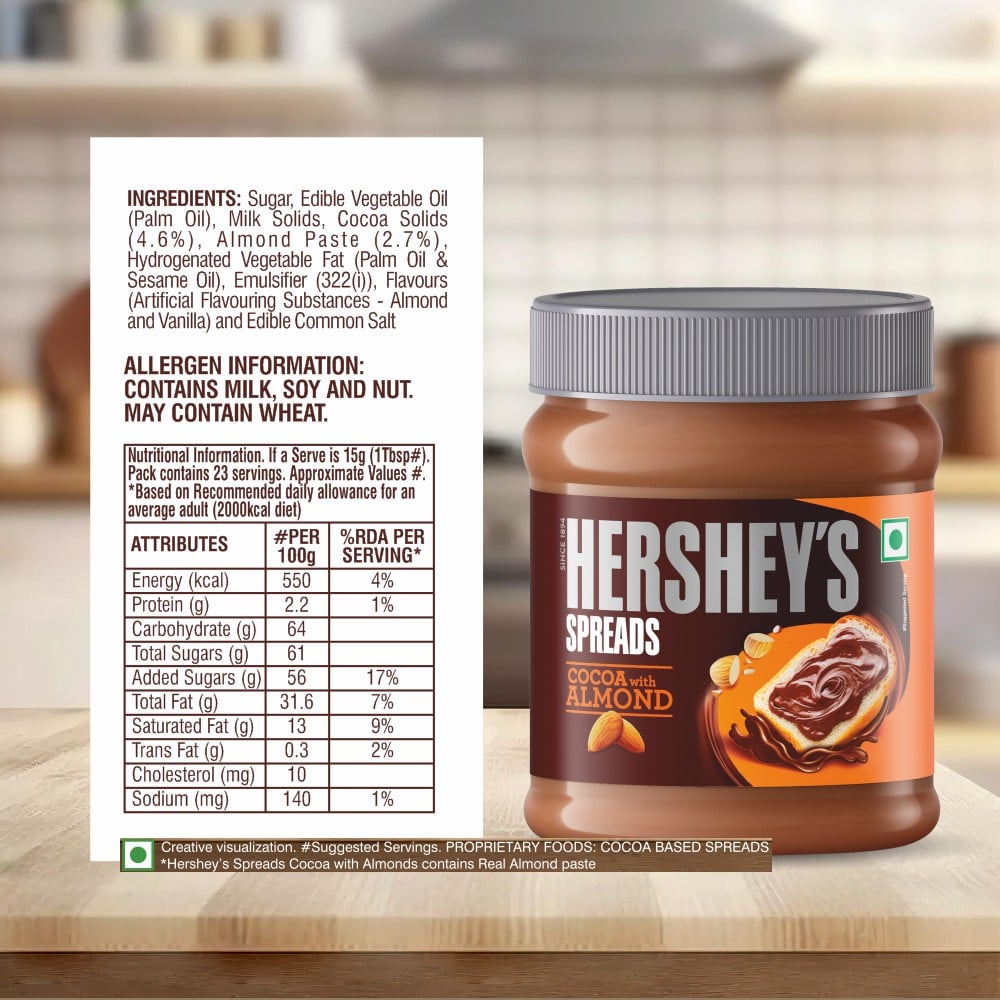 INGREDIENTS: Sugar, Edible Vegetable Oil
(Palm Oil), Milk Solids, Cocoa Solids
(4.6%), Almond Paste (2.7%),
Hydrogenated Vegetable Fat (Palm Oil &
Sesame Oil), Emulsifier (322(i)), Flavours
(Artificial Flavouring Substances - Almond
and Vanilla) and Edible Common Salt
ALLERGEN INFORMATION:
CONTAINS MILK, SOY AND NUT.
MAY CONTAIN WHEAT.
Nutritional Information. If a Serve is 15g (1Tbsp#).
Pack contains 23 servings. Approximate Values #.
*Based on Recommended daily allowance for an
average adult (2000kcal diet)
ATTRIBUTES #PER 100g %RDA PER SERVING*
Energy (kcal) 550 4%
Protein (g) 2.2 1%
Carbohydrate (g) 64
Total Sugars (g) 61
Added Sugars (g) 56 17%
Total Fat (g) 31.6 7%
Saturated Fat (g) 13 9%
Trans Fat (g) 0.3 2%
Cholesterol (mg) 10
Sodium (mg) 140 1%
SINCE 1894
HERSHEY'S
SPREADS
COCOA with
ALMOND
#Suggested Serving
Creative visualization. #Suggested Servings. PROPRIETARY FOODS: COCOA BASED SPREADS
*Hershey's Spreads Cocoa with Almonds contains Real Almond paste